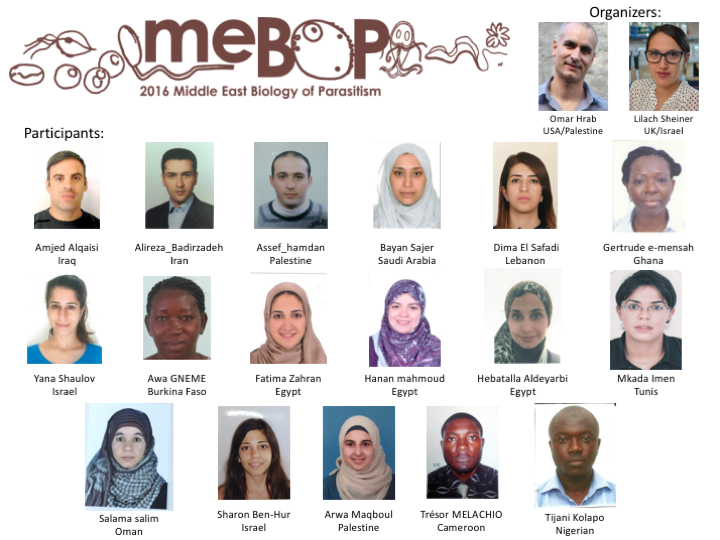 meBOP
2016 Middle East Biology of Parasitism
Organizers:
Omar Hrab
USA/Palestine
Lilach Sheiner
UK/Israel
Participants:
Amjed Alqaisi
Iraq
Alireza_Badirzadeh
Iran
Assef_hamdan
Palestine
Bayan Sajer
Saudi Arabia
Dima El Safadi
Lebanon
Gertrude e-mensah
Ghana
Yana Shaulov
Israel
Awa GNEME
Burkina Faso
Fatima Zahran
Egypt
Hanan mahmoud
Egypt
Hebatalla Aldeyarbi
Egypt
Mkada Imen
Tunis
Salama salim
Oman
Sharon Ben-Hur
Israel
Arwa Maqboul
Palestine
Trésor MELACHIO
Cameroon
Tijani Kolapo
Nigerian